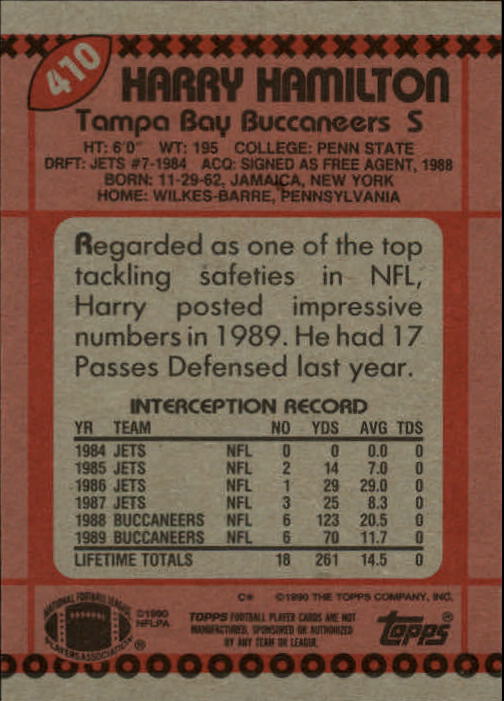 410
HARRY HAMILTON
Tampa Bay Buccaneers S
HT: 6'0" WT: 195 COLLEGE: PENN STATE
DRFT: JETS #7-1984 ACQ: SIGNED AS FREE AGENT, 1988
BORN: 11-29-62, JAMAICA, NEW YORK
HOME: WILKES-BARRE, PENNSYLVANIA
Regarded as one of the top
tackling safeties in NFL,
Harry posted impressive
numbers in 1989. He had 17
Passes Defensed last year.
INTERCEPTION RECORD
YR TEAM NO YDS AVG TDS
1984 JETS NFL 0 0 0.0 0
1985 JETS NFL 2 14 7.0 0
1986 JETS NFL 1 29 29.0 0
1987 JETS NFL 3 25 8.3 0
1988 BUCCANEERS NFL 6 123 20.5 0
1989 BUCCANEERS NFL 6 70 11.7 0
LIFETIME TOTALS 18 261 14.5 0
C* ©1990 THE TOPPS COMPANY, INC.
NATIONAL FOOTBALL LEAGUE
PLAYERS ASSOCIATION ®
©1990
NFLPA
TOPPS FOOTBALL PLAYER CARDS ARE NOT
MANUFACTURED, SPONSORED OR AUTHORIZED
BY ANY TEAM OR LEAGUE.
Topps®